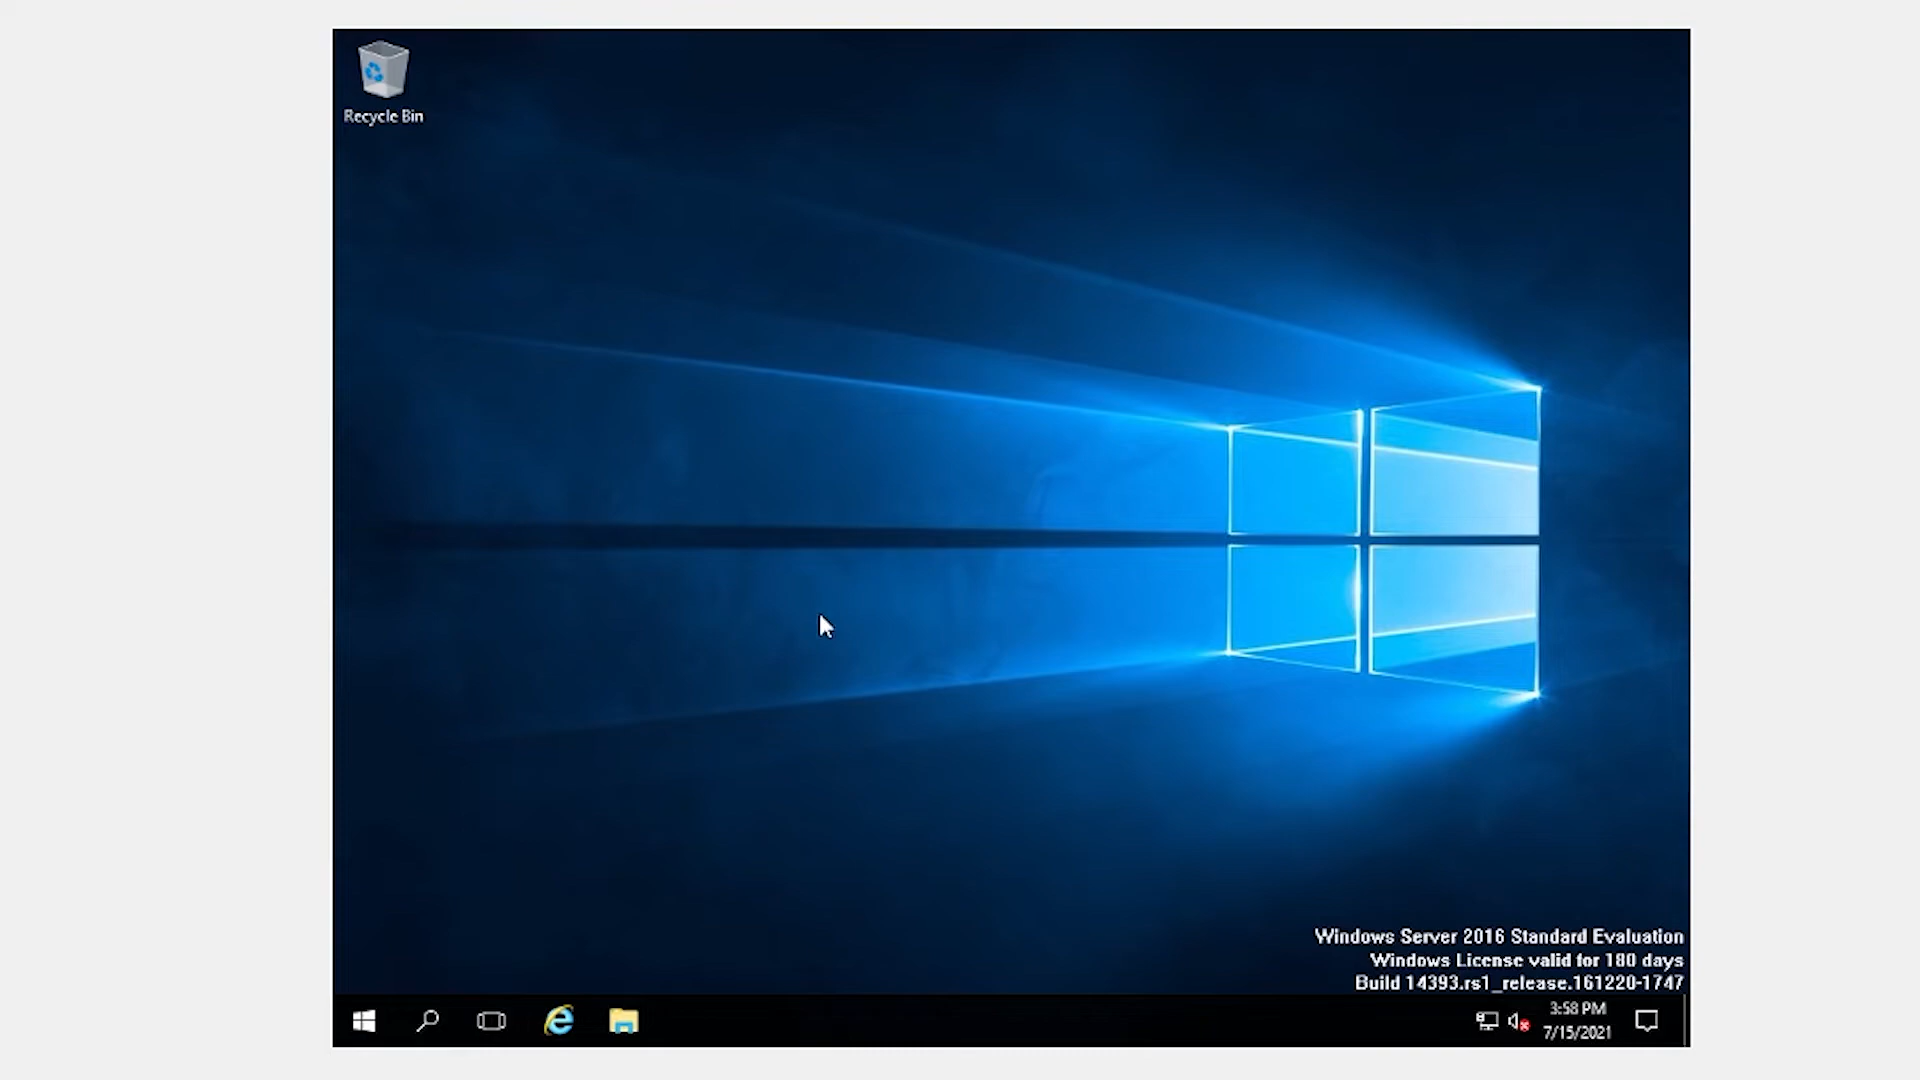 Recycle Bin
Windows Server 2016 Standard Evaluation
Windows License valid for 180 days
Build 14393.rs1_release.161220-1747
3:58 PM
7/15/2021